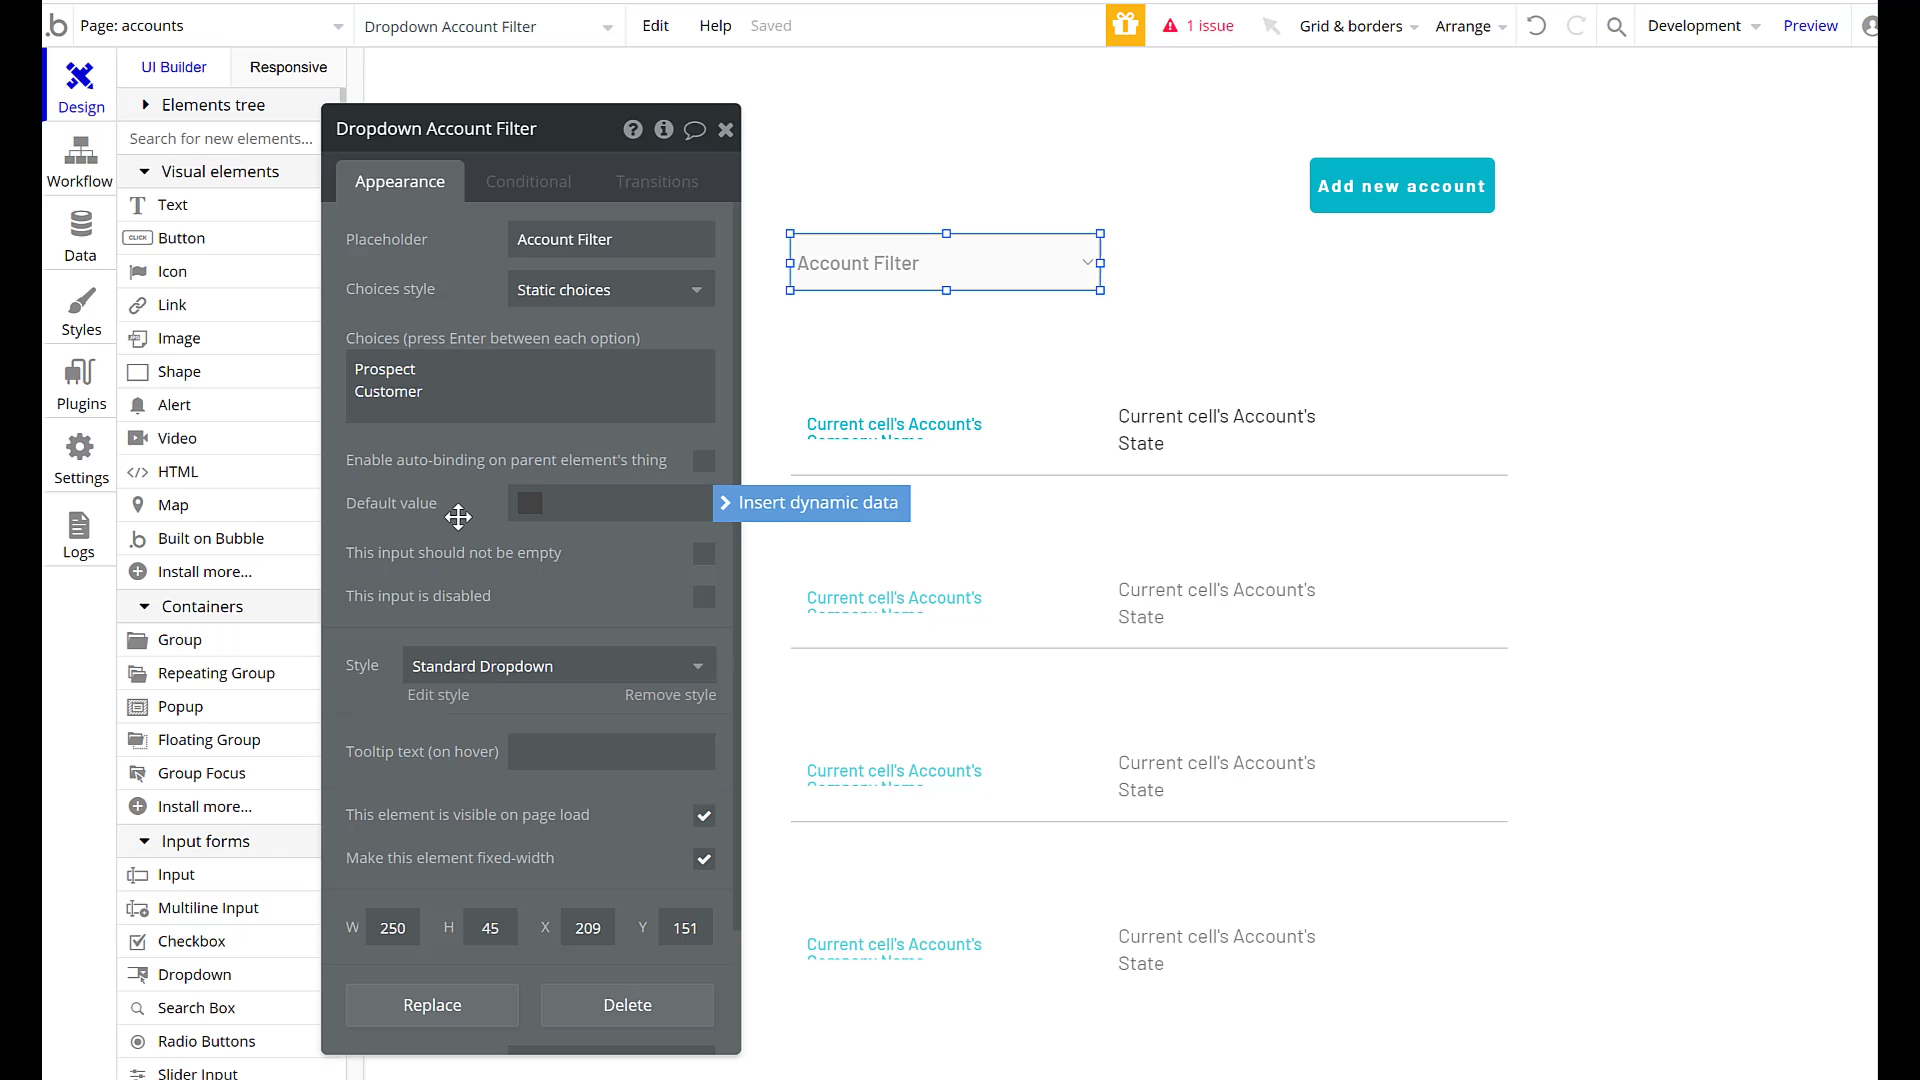 Page: accounts
Dropdown Account Filter
Edit
Help
Saved
1 issue
Grid & borders
Arrange
Development
Preview
Design
Workflow
Data
Styles
Plugins
Settings
Logs
UI Builder
Responsive
Elements tree
Search for new elements...
Visual elements
Text
CLICK
Button
Icon
Link
Image
Shape
Alert
Video
HTML
Map
Built on Bubble
Install more...
Containers
Group
Repeating Group
Popup
Floating Group
Group Focus
Install more...
Input forms
Input
Multiline Input
Checkbox
Dropdown
Search Box
Radio Buttons
Slider Input
Dropdown Account Filter
Appearance
Conditional
Transitions
Placeholder
Account Filter
Choices style
Static choices
Choices (press Enter between each option)
Prospect
Customer
Enable auto-binding on parent element's thing
Default value
Insert dynamic data
This input should not be empty
This input is disabled
Style
Standard Dropdown
Edit style
Remove style
Tooltip text (on hover)
This element is visible on page load
Make this element fixed-width
W 250 H 45 X 209 Y 151
Replace
Delete
Add new account
Account Filter
Current cell's Account's
Company Name
Current cell's Account's
State
Current cell's Account's
Company Name
Current cell's Account's
State
Current cell's Account's
Company Name
Current cell's Account's
State
Current cell's Account's
Company Name
Current cell's Account's
State